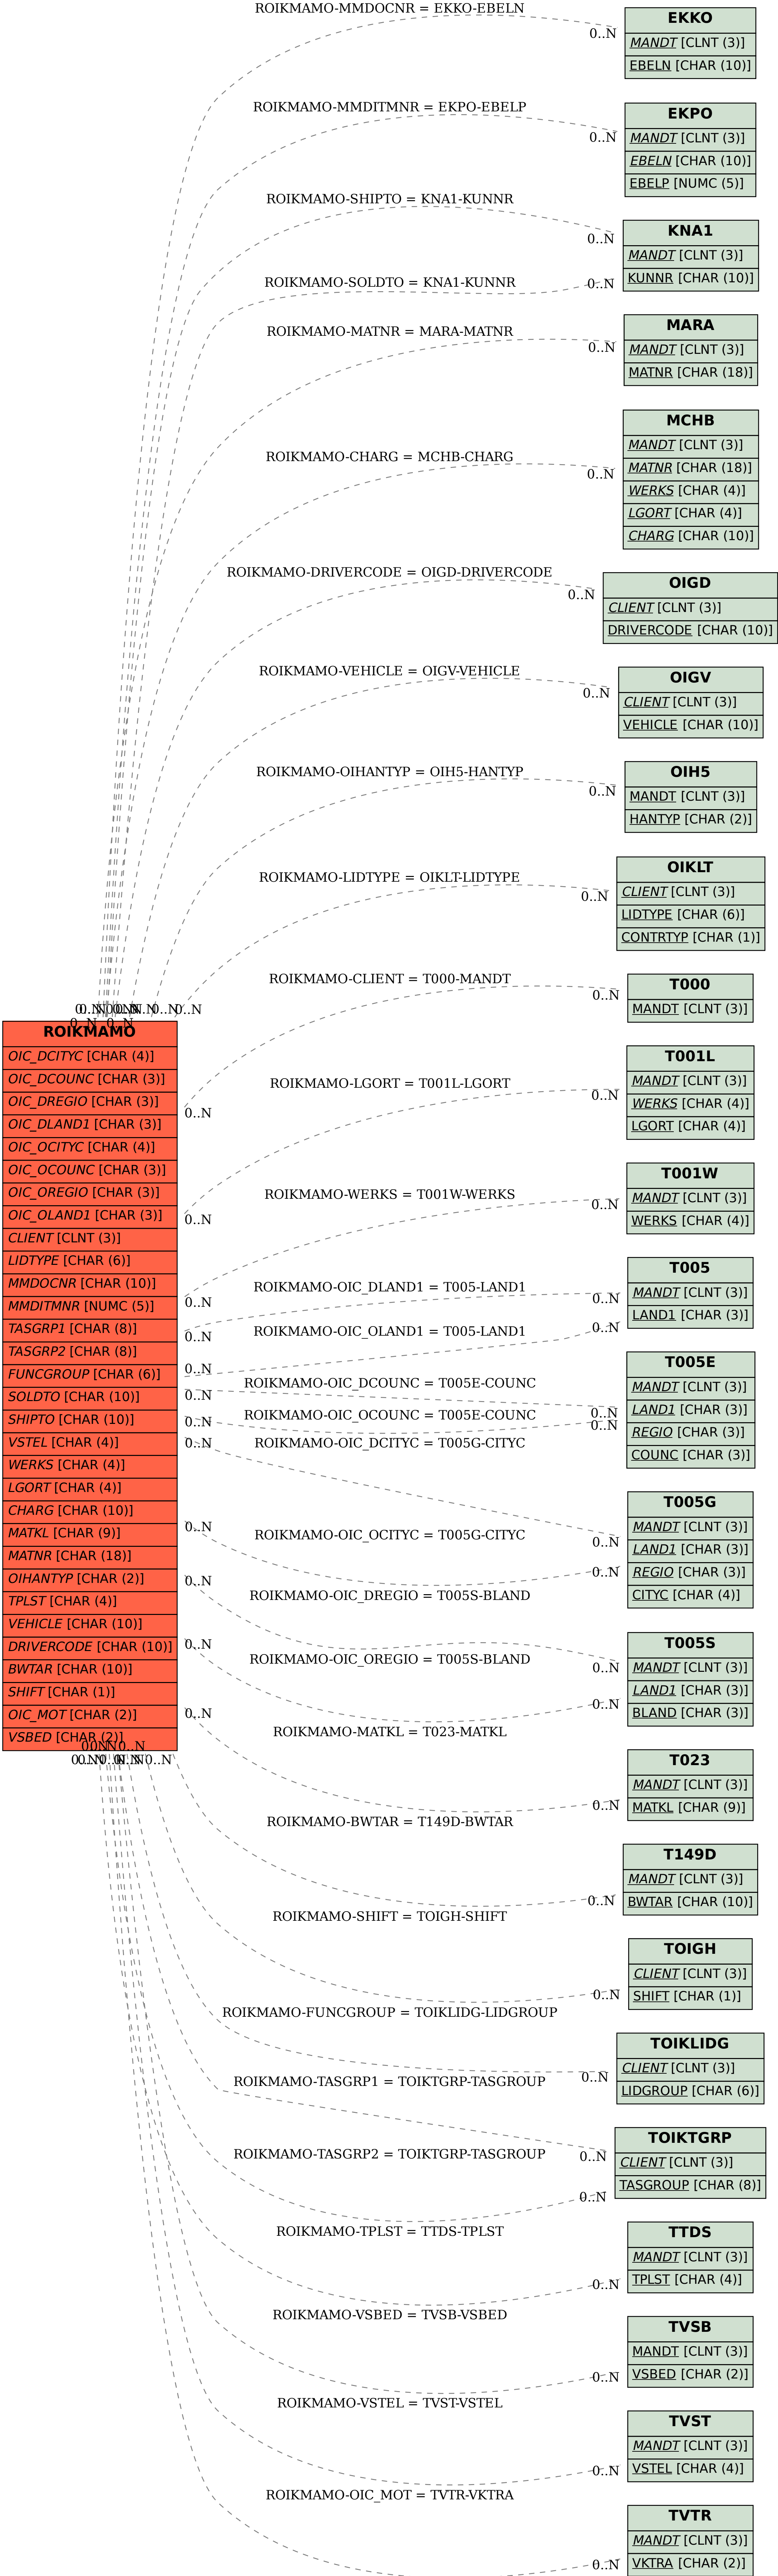 ROIKMAMO-MMDOCNR = EKKO-EBELN
0..N
EKKO
MANDT [CLNT (3)]
EBELN [CHAR (10)]
ROIKMAMO-MMDITMNR = EKPO-EBELP
0..N
EKPO
MANDT [CLNT (3)]
EBELN [CHAR (10)]
EBELP [NUMC (5)]
ROIKMAMO-SHIPTO = KNA1-KUNNR
0..N
ROIKMAMO-SOLDTO = KNA1-KUNNR
0..N
KNA1
MANDT [CLNT (3)]
KUNNR [CHAR (10)]
ROIKMAMO-MATNR = MARA-MATNR
0..N
MARA
MANDT [CLNT (3)]
MATNR [CHAR (18)]
ROIKMAMO-CHARG = MCHB-CHARG
0..N
MCHB
MANDT [CLNT (3)]
MATNR [CHAR (18)]
WERKS [CHAR (4)]
LGORT [CHAR (4)]
CHARG [CHAR (10)]
ROIKMAMO-DRIVERCODE = OIGD-DRIVERCODE
0..N
OIGD
CLIENT [CLNT (3)]
DRIVERCODE [CHAR (10)]
ROIKMAMO-VEHICLE = OIGV-VEHICLE
0..N
OIGV
CLIENT [CLNT (3)]
VEHICLE [CHAR (10)]
ROIKMAMO-OIHANTYP = OIH5-HANTYP
0..N
OIH5
MANDT [CLNT (3)]
HANTYP [CHAR (2)]
ROIKMAMO-LIDTYPE = OIKLT-LIDTYPE
0..N
OIKLT
CLIENT [CLNT (3)]
LIDTYPE [CHAR (6)]
CONTRTYP [CHAR (1)]
ROIKMAMO-CLIENT = T000-MANDT
0..N
T000
MANDT [CLNT (3)]
0..N
0..N
ROIKMAMO
OIC_DCITYC [CHAR (4)]
OIC_DCOUNC [CHAR (3)]
OIC_DREGIO [CHAR (3)]
OIC_DLAND1 [CHAR (3)]
OIC_OCITYC [CHAR (4)]
OIC_OCOUNC [CHAR (3)]
OIC_OREGIO [CHAR (3)]
OIC_OLAND1 [CHAR (3)]
CLIENT [CLNT (3)]
LIDTYPE [CHAR (6)]
MMDOCNR [CHAR (10)]
MMDITMNR [NUMC (5)]
TASGRP1 [CHAR (8)]
TASGRP2 [CHAR (8)]
FUNCGROUP [CHAR (6)]
SOLDTO [CHAR (10)]
SHIPTO [CHAR (10)]
VSTEL [CHAR (4)]
WERKS [CHAR (4)]
LGORT [CHAR (4)]
CHARG [CHAR (10)]
MATKL [CHAR (9)]
MATNR [CHAR (18)]
OIHANTYP [CHAR (2)]
TPLST [CHAR (4)]
VEHICLE [CHAR (10)]
DRIVERCODE [CHAR (10)]
BWTAR [CHAR (10)]
SHIFT [CHAR (1)]
OIC_MOT [CHAR (2)]
VSBED [CHAR (2)]
0..N
0..N
0..N
0..N
0..N
0..N
0..N
0..N
0..N
0..N
0..N
0..N
0..N
ROIKMAMO-LGORT = T001L-LGORT
0..N
T001L
MANDT [CLNT (3)]
WERKS [CHAR (4)]
LGORT [CHAR (4)]
ROIKMAMO-WERKS = T001W-WERKS
0..N
T001W
MANDT [CLNT (3)]
WERKS [CHAR (4)]
ROIKMAMO-OIC_DLAND1 = T005-LAND1
0..N
ROIKMAMO-OIC_OLAND1 = T005-LAND1
0..N
T005
MANDT [CLNT (3)]
LAND1 [CHAR (3)]
ROIKMAMO-OIC_DCOUNC = T005E-COUNC
0..N
ROIKMAMO-OIC_OCOUNC = T005E-COUNC
0..N
T005E
MANDT [CLNT (3)]
LAND1 [CHAR (3)]
REGIO [CHAR (3)]
COUNC [CHAR (3)]
ROIKMAMO-OIC_DCITYC = T005G-CITYC
0..N
ROIKMAMO-OIC_OCITYC = T005G-CITYC
0..N
T005G
MANDT [CLNT (3)]
LAND1 [CHAR (3)]
REGIO [CHAR (3)]
CITYC [CHAR (4)]
ROIKMAMO-OIC_DREGIO = T005S-BLAND
0..N
ROIKMAMO-OIC_OREGIO = T005S-BLAND
0..N
T005S
MANDT [CLNT (3)]
LAND1 [CHAR (3)]
BLAND [CHAR (3)]
ROIKMAMO-MATKL = T023-MATKL
0..N
T023
MANDT [CLNT (3)]
MATKL [CHAR (9)]
ROIKMAMO-BWTAR = T149D-BWTAR
0..N
T149D
MANDT [CLNT (3)]
BWTAR [CHAR (10)]
ROIKMAMO-SHIFT = TOIGH-SHIFT
0..N
TOIGH
CLIENT [CLNT (3)]
SHIFT [CHAR (1)]
ROIKMAMO-FUNCGROUP = TOIKLIDG-LIDGROUP
0..N
TOIKLIDG
CLIENT [CLNT (3)]
LIDGROUP [CHAR (6)]
ROIKMAMO-TASGRP1 = TOIKTGRP-TASGROUP
0..N
ROIKMAMO-TASGRP2 = TOIKTGRP-TASGROUP
0..N
TOIKTGRP
CLIENT [CLNT (3)]
TASGROUP [CHAR (8)]
ROIKMAMO-TPLST = TTDS-TPLST
0..N
TTDS
MANDT [CLNT (3)]
TPLST [CHAR (4)]
ROIKMAMO-VSBED = TVSB-VSBED
0..N
TVSB
MANDT [CLNT (3)]
VSBED [CHAR (2)]
ROIKMAMO-VSTEL = TVST-VSTEL
0..N
TVST
MANDT [CLNT (3)]
VSTEL [CHAR (4)]
ROIKMAMO-OIC_MOT = TVTR-VKTRA
0..N
TVTR
MANDT [CLNT (3)]
VKTRA [CHAR (2)]